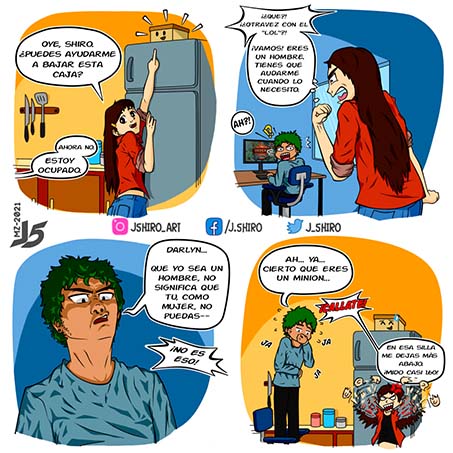 OYE, SHIRO.
¿PUEDES AYUDARME
A BAJAR ESTA
CAJA?
AHORA NO.
ESTOY
OCUPADO.
¿QUE?!
¿OTRAVEZ CON EL
"LOL"?!
¡VAMOS! ERES
UN HOMBRE,
TIENES QUE
AUDARME
CUANDO LO
NECESITO.
¡¿AH?!
MZ-2021
JSHIRO_ART
/J.SHIRO
J_SHIRO
DARLYN...
QUE YO SEA UN
HOMBRE, NO
SIGNIFICA QUE
TU, COMO
MUJER, NO
PUEDAS--
¡NO ES
ESO!
AH... YA...
CIERTO QUE ERES
UN MINION...
¡CALLATE!
JA
JA
JA
EN ESA SILLA
ME DEJAS MÁS
ABAJO.
¡MIDO CASI 160!